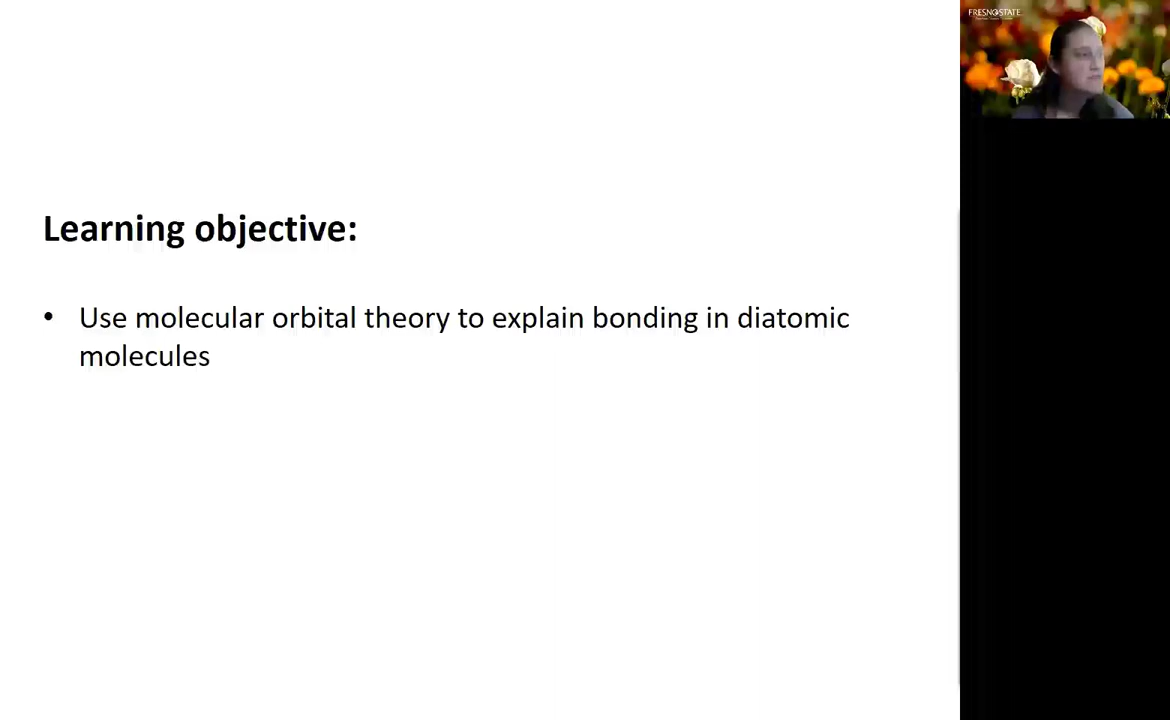 FRESNO STATE
Learning objective:
• Use molecular orbital theory to explain bonding in diatomic
molecules